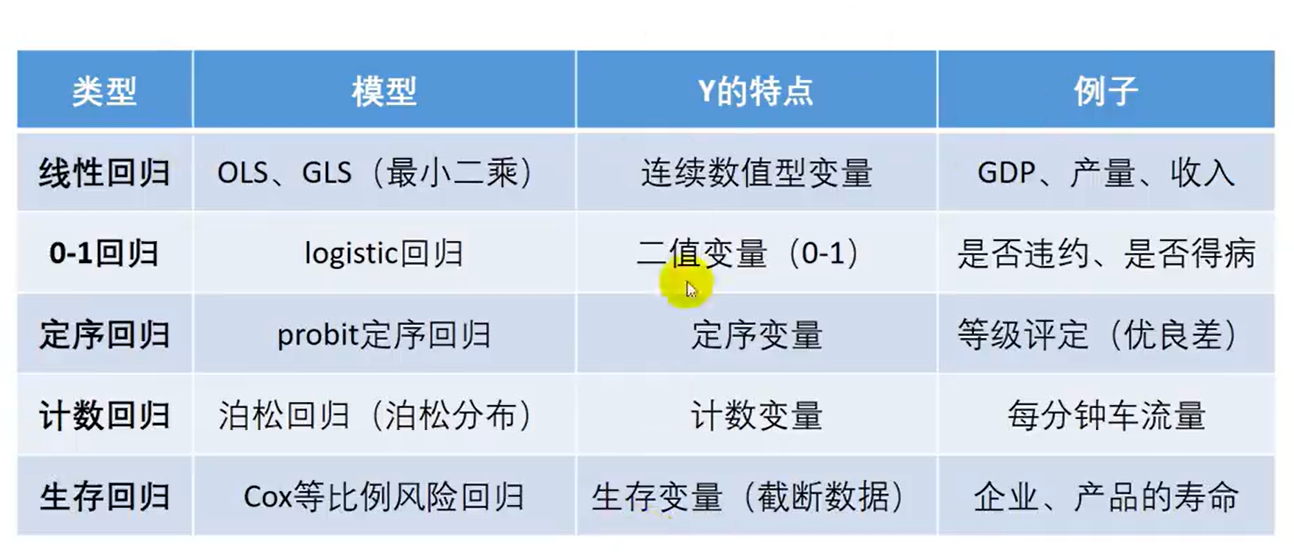 类型 模型 Y的特点 例子
线性回归 OLS、GLS（最小二乘） 连续数值型变量 GDP、产量、收入
0-1回归 logistic回归 二值变量（0-1） 是否违约、是否得病
定序回归 probit定序回归 定序变量 等级评定（优良差）
计数回归 泊松回归（泊松分布） 计数变量 每分钟车流量
生存回归 Cox等比例风险回归 生存变量（截断数据） 企业、产品的寿命